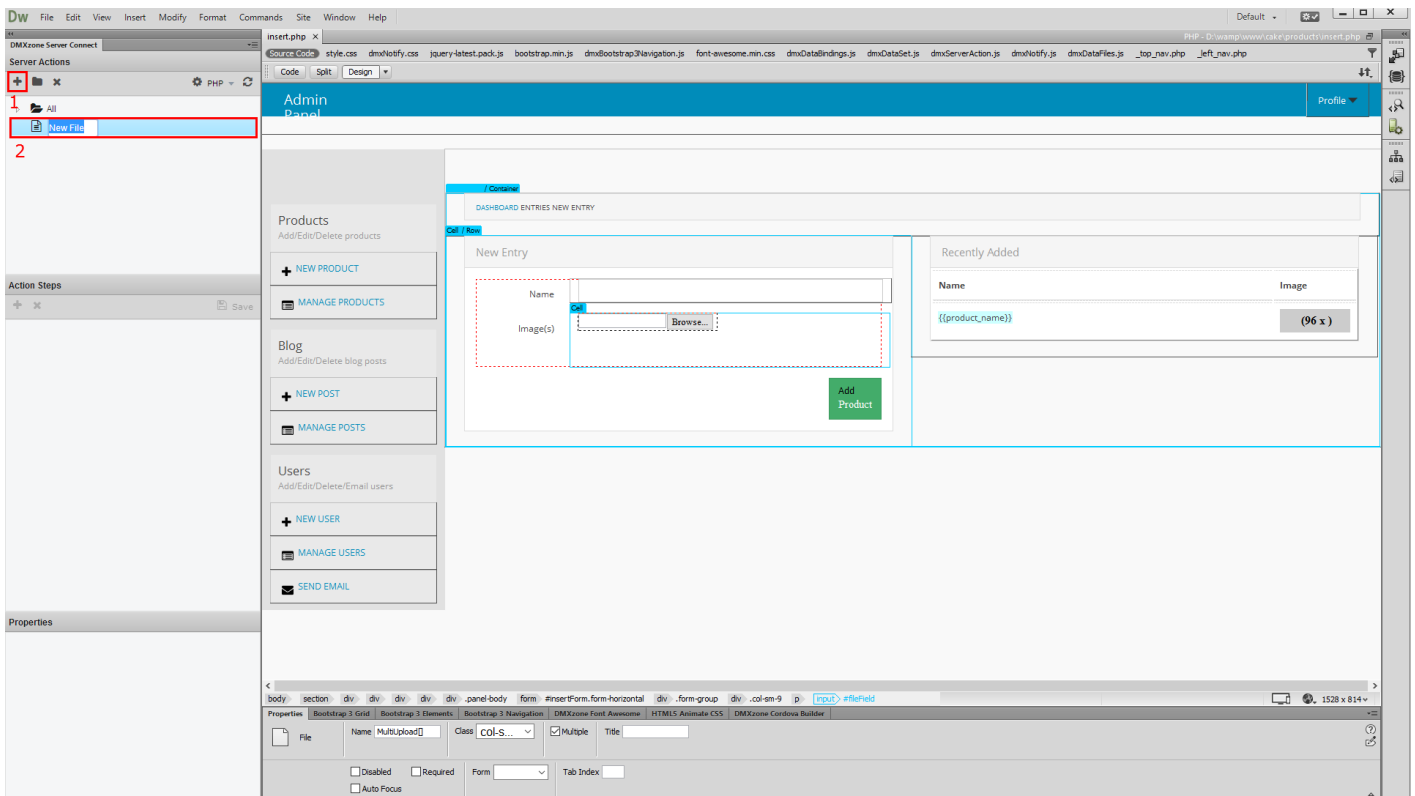 Dw File Edit View Insert Modify Format Commands Site Window Help Default
DMXzone Server Connect
Server Actions
PHP
1
All
New File
2
Action Steps
Save
Properties
insert.php × PHP - D:\wamp\www\cake\products\insert.php
Source Code style.css dmxNotify.css jquery-latest.pack.js bootstrap.min.js dmxBootstrap3Navigation.js font-awesome.min.css dmxDataBindings.js dmxDataSet.js dmxServerAction.js dmxNotify.js dmxDataFiles.js _top_nav.php _left_nav.php
Code Split Design
Admin
Panel
Profile
Products
Add/Edit/Delete products
NEW PRODUCT
MANAGE PRODUCTS
Blog
Add/Edit/Delete blog posts
NEW POST
MANAGE POSTS
Users
Add/Edit/Delete/Email users
NEW USER
MANAGE USERS
SEND EMAIL
/ Container
DASHBOARD ENTRIES NEW ENTRY
Cell / Row
New Entry
Name
Cell
Image(s) Browse...
Add
Product
Recently Added
Name Image
{{product_name}} (96 x )
body section div div div div div .panel-body form #insertForm.form-horizontal div .form-group div .col-sm-9 p input #fileField 1528 x 814
Properties Bootstrap 3 Grid Bootstrap 3 Elements Bootstrap 3 Navigation DMXzone Font Awesome HTML5 Animate CSS DMXzone Cordova Builder
File Name MultiUpload[] Class col-s... Multiple Title
Disabled Required Form Tab Index
Auto Focus